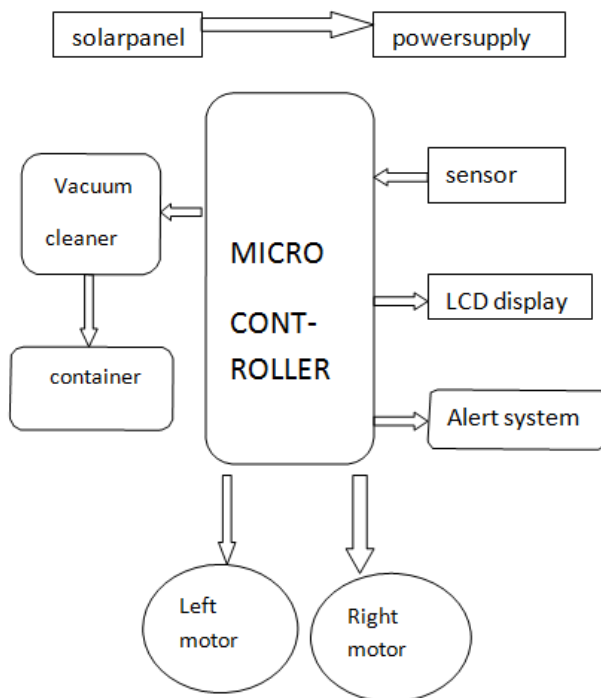 solarpanel
powersupply
Vacuum
cleaner
container
MICRO
CONT-
ROLLER
sensor
LCD display
Alert system
Left
motor
Right
motor